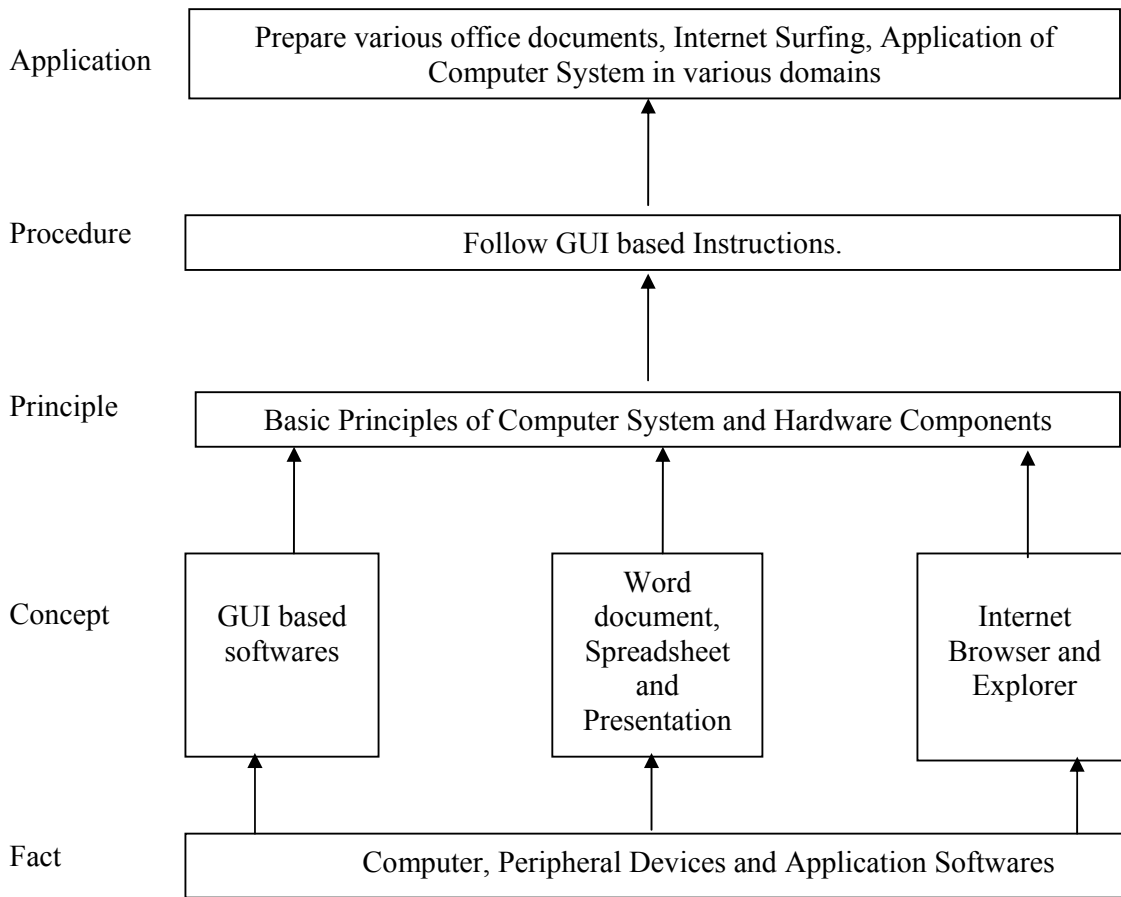 Application
Prepare various office documents, Internet Surfing, Application of
Computer System in various domains
Procedure
Follow GUI based Instructions.
Principle
Basic Principles of Computer System and Hardware Components
Concept
GUI based
softwares
Word
document,
Spreadsheet
and
Presentation
Internet
Browser and
Explorer
Fact
Computer, Peripheral Devices and Application Softwares